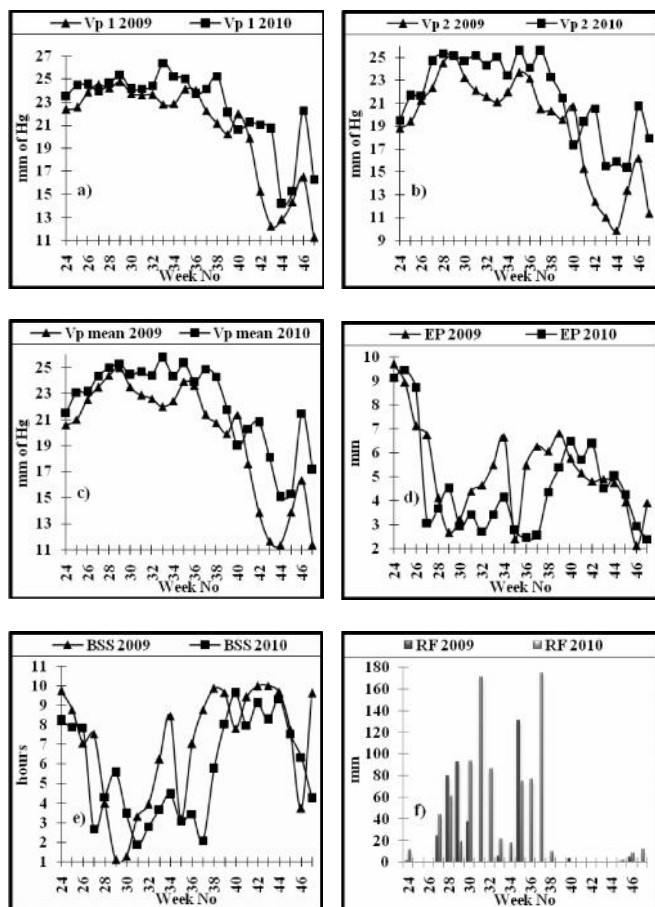 Vp 1 2009 Vp 1 2010
27
25
23
21
19
17
15
13
11
mm of Hg
a)
24 26 28 30 32 34 36 38 40 42 44 46
Week No
Vp 2 2009 Vp 2 2010
25
23
21
19
17
15
13
11
9
mm of Hg
b)
24 26 28 30 32 34 36 38 40 42 44 46
Week No
Vp mean 2009 Vp mean 2010
25
23
21
19
17
15
13
11
mm of Hg
c)
24 26 28 30 32 34 36 38 40 42 44 46
Week No
EP 2009 EP 2010
10
9
8
7
6
5
4
3
2
mm
d)
24 26 28 30 32 34 36 38 40 42 44 46
Week No
BSS 2009 BSS 2010
11
10
9
8
7
6
5
4
3
2
1
hours
e)
24 26 28 30 32 34 36 38 40 42 44 46
Week No
RF 2009 RF 2010
180
160
140
120
100
80
60
40
20
0
mm
f)
24 26 28 30 32 34 36 38 40 42 44 46
Week No